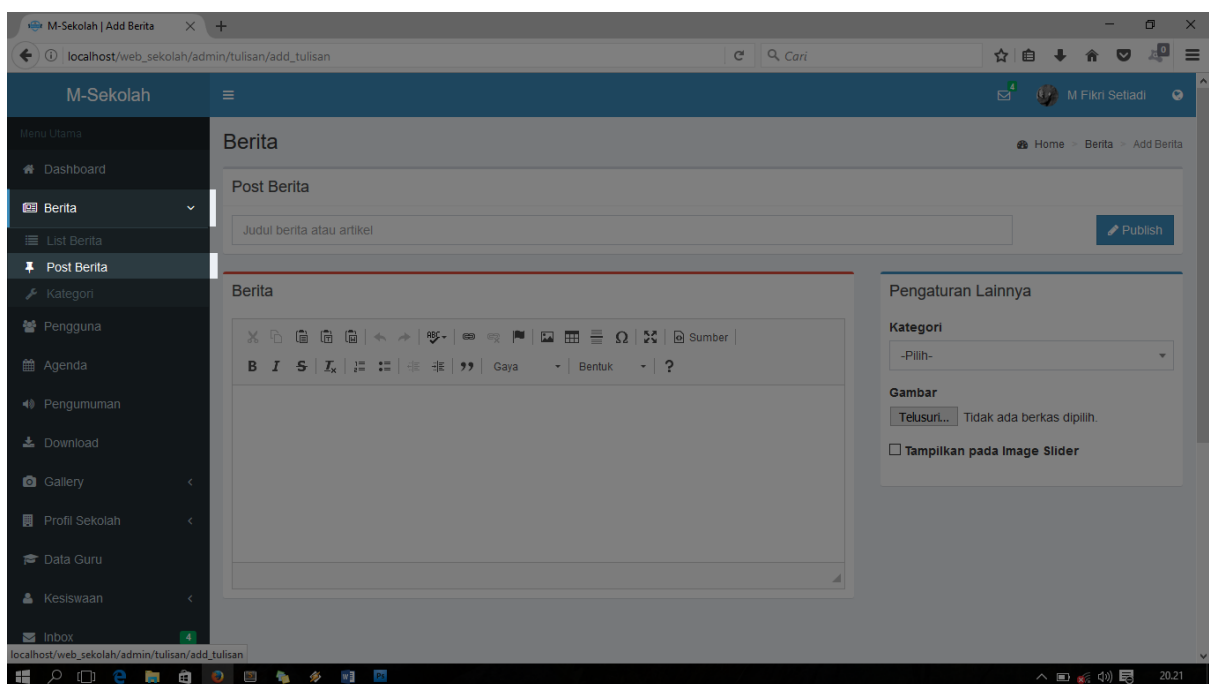 M-Sekolah | Add Berita
localhost/web_sekolah/admin/tulisan/add_tulisan
Cari
0
M-Sekolah
4
M Fikri Setiadi
Menu Utama
Berita
Home > Berita > Add Berita
Dashboard
Post Berita
Berita
Judul berita atau artikel
Publish
List Berita
Post Berita
Kategori
Berita
Pengaturan Lainnya
Pengguna
Kategori
Sumber
-Pilih-
Agenda
B I S Ix Gaya Bentuk ?
Gambar
Pengumuman
Telusuri... Tidak ada berkas dipilih.
Download
Tampilkan pada Image Slider
Gallery
Profil Sekolah
Data Guru
Kesiswaan
Inbox 4
localhost/web_sekolah/admin/tulisan/add_tulisan
20.21